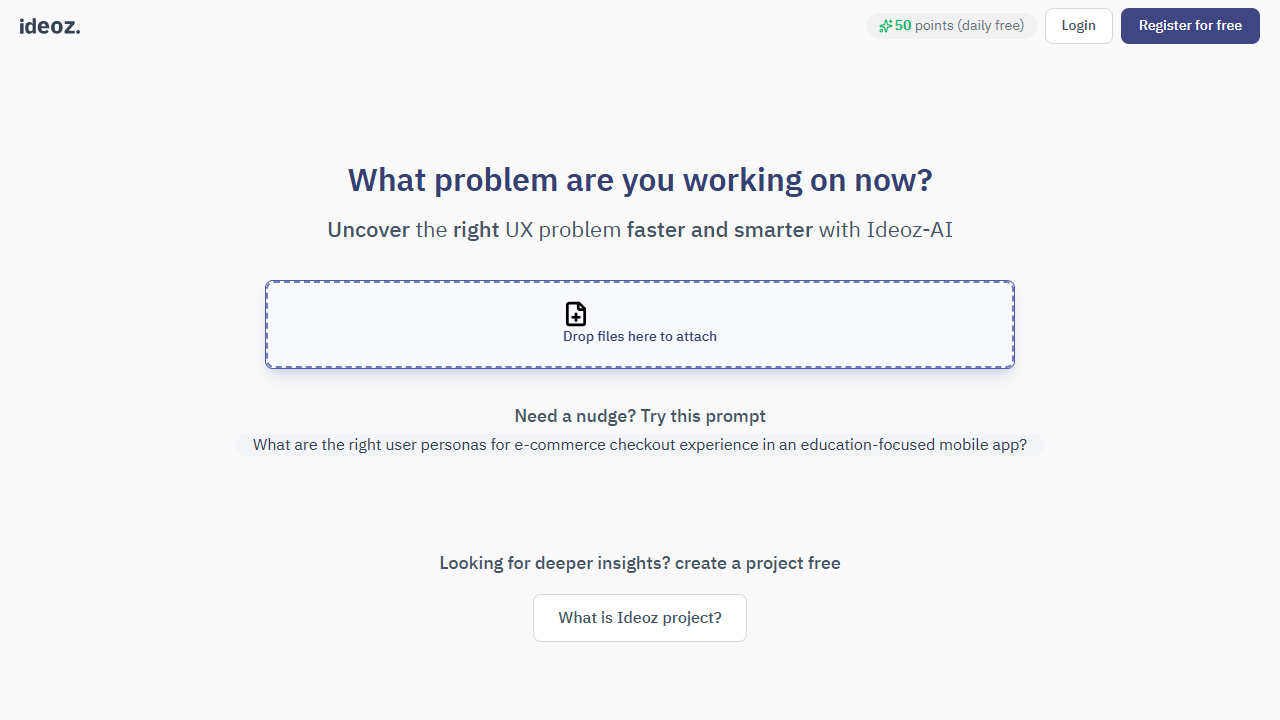 ideoz.
50 points (daily free)
Login
Register for free
What problem are you working on now?
Uncover the right UX problem faster and smarter with Ideoz-AI
Drop files here to attach
Need a nudge? Try this prompt
What are the right user personas for e-commerce checkout experience in an education-focused mobile app?
Looking for deeper insights? create a project free
What is Ideoz project?